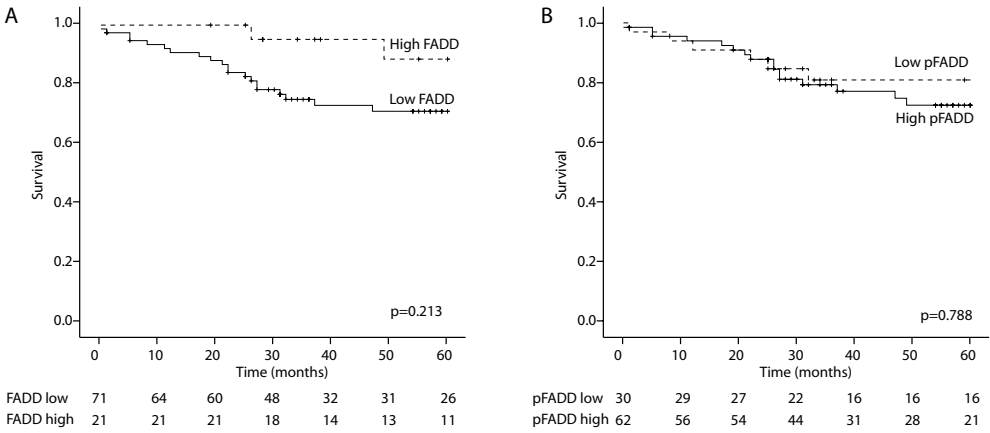 A
1.0
0.8
0.6
0.4
0.2
0.0
Survival
High FADD
Low FADD
p=0.213
0 10 20 30 40 50 60
Time (months)
FADD low 71 64 60 48 32 31 26
FADD high 21 21 21 18 14 13 11
B
1.0
0.8
0.6
0.4
0.2
0.0
Survival
Low pFADD
High pFADD
p=0.788
0 10 20 30 40 50 60
Time (months)
pFADD low 30 29 27 22 16 16 16
pFADD high 62 56 54 44 31 28 21